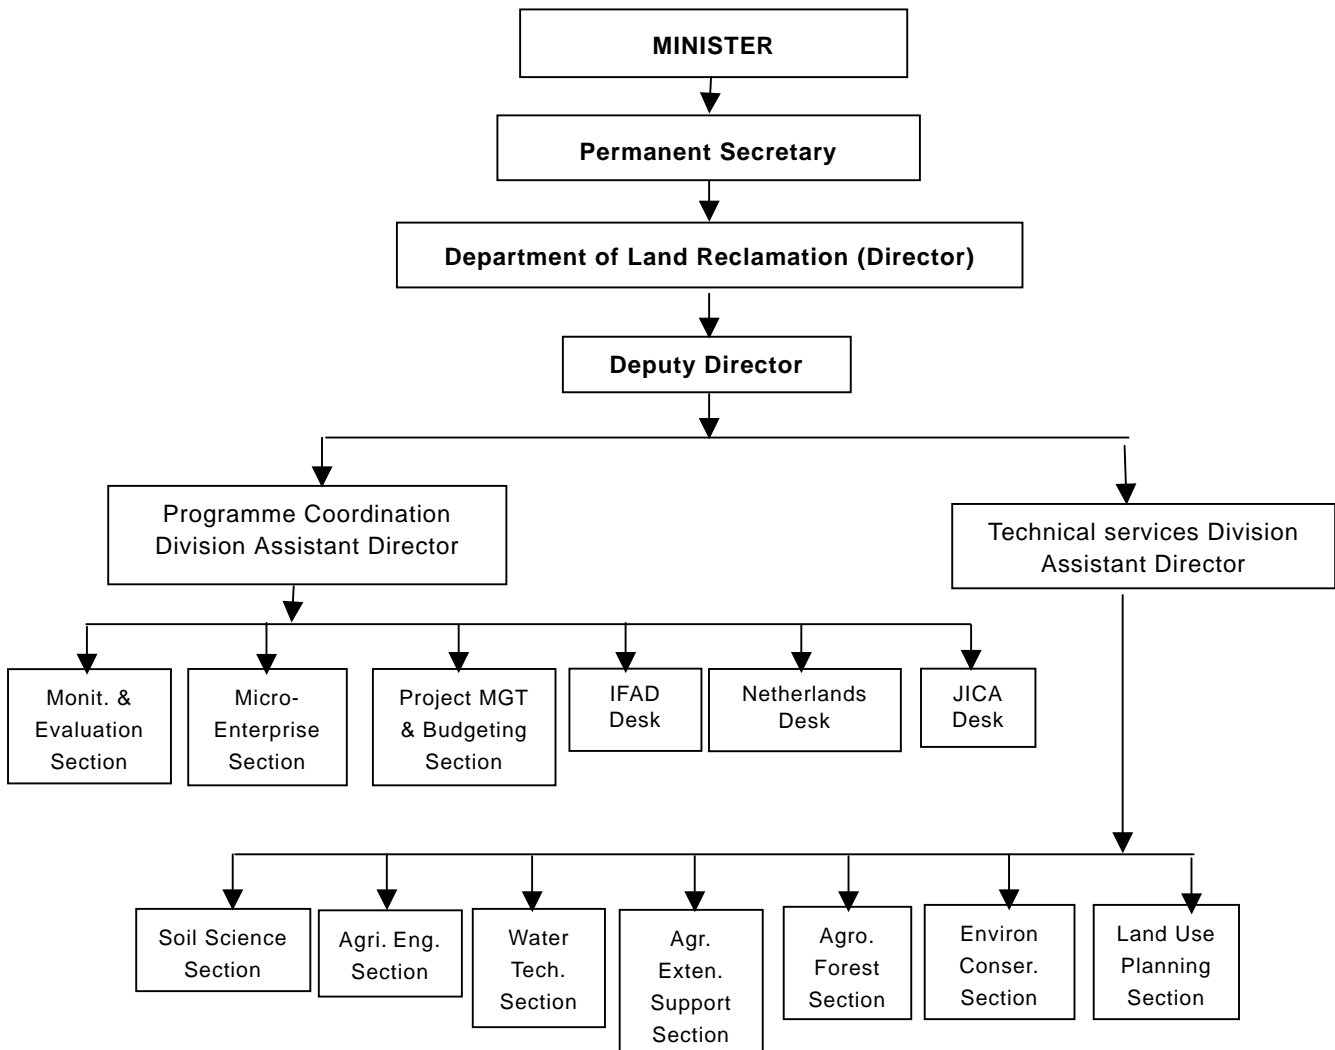 MINISTER
Permanent Secretary
Department of Land Reclamation (Director)
Deputy Director
Programme Coordination
Division Assistant Director
Technical services Division
Assistant Director
Monit. &
Evaluation
Section
Micro-
Enterprise
Section
Project MGT
& Budgeting
Section
IFAD
Desk
Netherlands
Desk
JICA
Desk
Soil Science
Section
Agri. Eng.
Section
Water
Tech.
Section
Agr.
Exten.
Support
Section
Agro.
Forest
Section
Environ
Conser.
Section
Land Use
Planning
Section